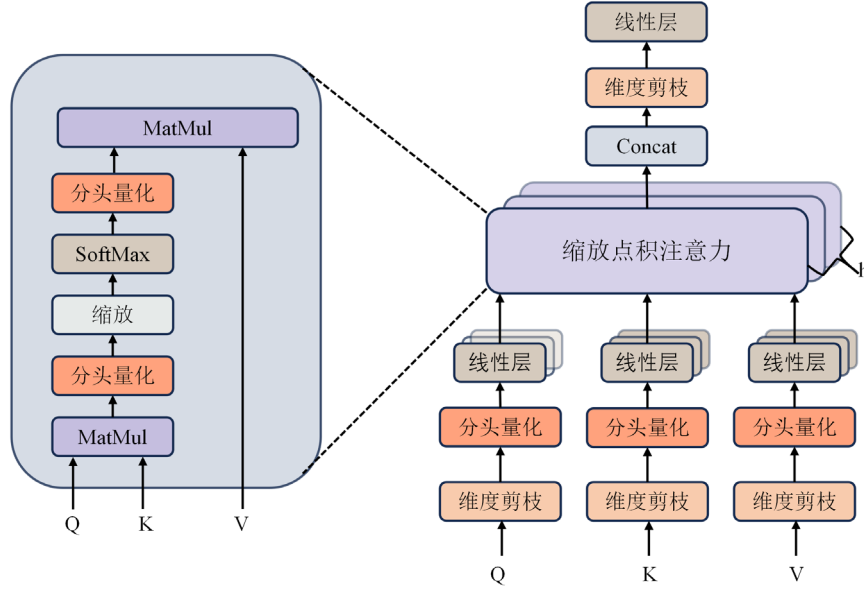 MatMul
分头量化
SoftMax
缩放
分头量化
MatMul
Q K V
线性层
维度剪枝
Concat
缩放点积注意力
线性层 线性层 线性层
分头量化 分头量化 分头量化
维度剪枝 维度剪枝 维度剪枝
Q K V